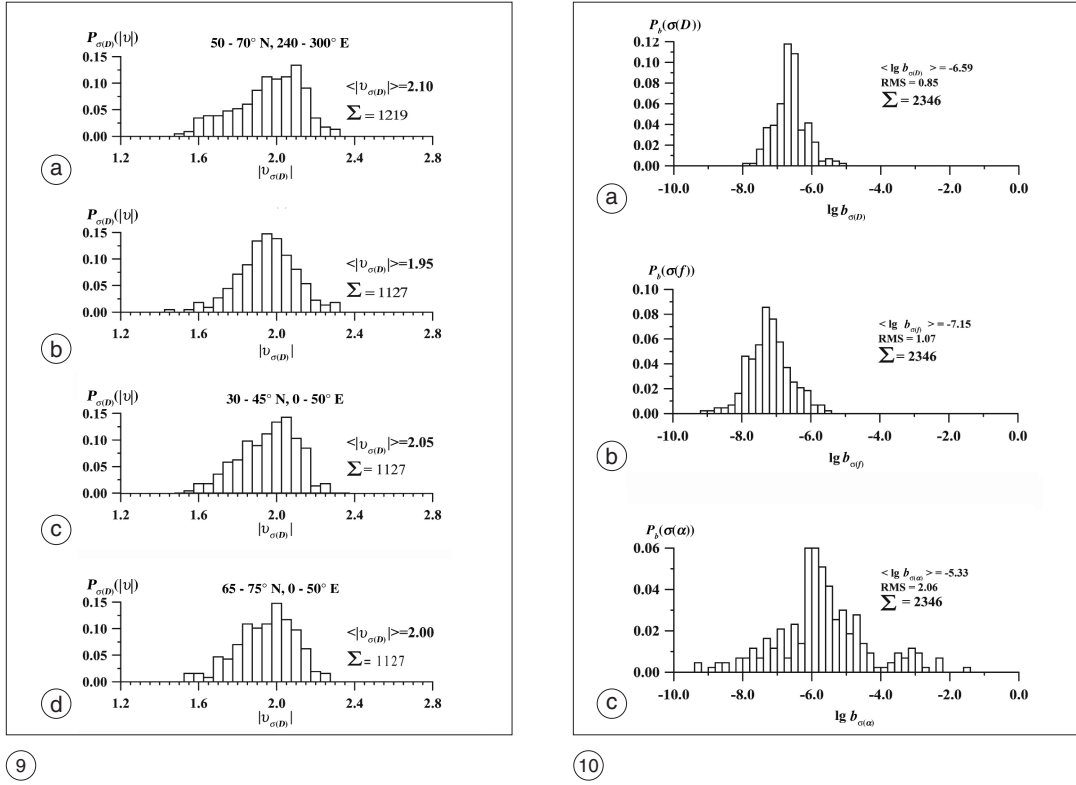 P_σ(D)(|υ|)
50 - 70° N, 240 - 300° E
0.15
0.10
0.05
0.00
<|υ_σ(D)|>=2.10
Σ = 1219
1.2 1.6 2.0 2.4 2.8
|υ_σ(D)|
a
P_σ(D)(|υ|)
0.15
0.10
0.05
0.00
<|υ_σ(D)|>=1.95
Σ = 1127
1.2 1.6 2.0 2.4 2.8
|υ_σ(D)|
b
P_σ(D)(|υ|)
30 - 45° N, 0 - 50° E
0.15
0.10
0.05
0.00
<|υ_σ(D)|>=2.05
Σ = 1127
1.2 1.6 2.0 2.4 2.8
|υ_σ(D)|
c
P_σ(D)(|υ|)
65 - 75° N, 0 - 50° E
0.15
0.10
0.05
0.00
<|υ_σ(D)|>=2.00
Σ = 1127
1.2 1.6 2.0 2.4 2.8
|υ_σ(D)|
d
9
P_b(σ(D))
0.12
0.10
0.08
0.06
0.04
0.02
0.00
< lg b_σ(D) > = -6.59
RMS = 0.85
Σ = 2346
-10.0 -8.0 -6.0 -4.0 -2.0 0.0
lg b_σ(D)
a
P_b(σ(f))
0.10
0.08
0.06
0.04
0.02
0.00
< lg b_σ(f) > = -7.15
RMS = 1.07
Σ = 2346
-10.0 -8.0 -6.0 -4.0 -2.0 0.0
lg b_σ(f)
b
P_b(σ(α))
0.06
0.04
0.02
0.00
< lg b_σ(α) > = -5.33
RMS = 2.06
Σ = 2346
-10.0 -8.0 -6.0 -4.0 -2.0 0.0
lg b_σ(α)
c
10